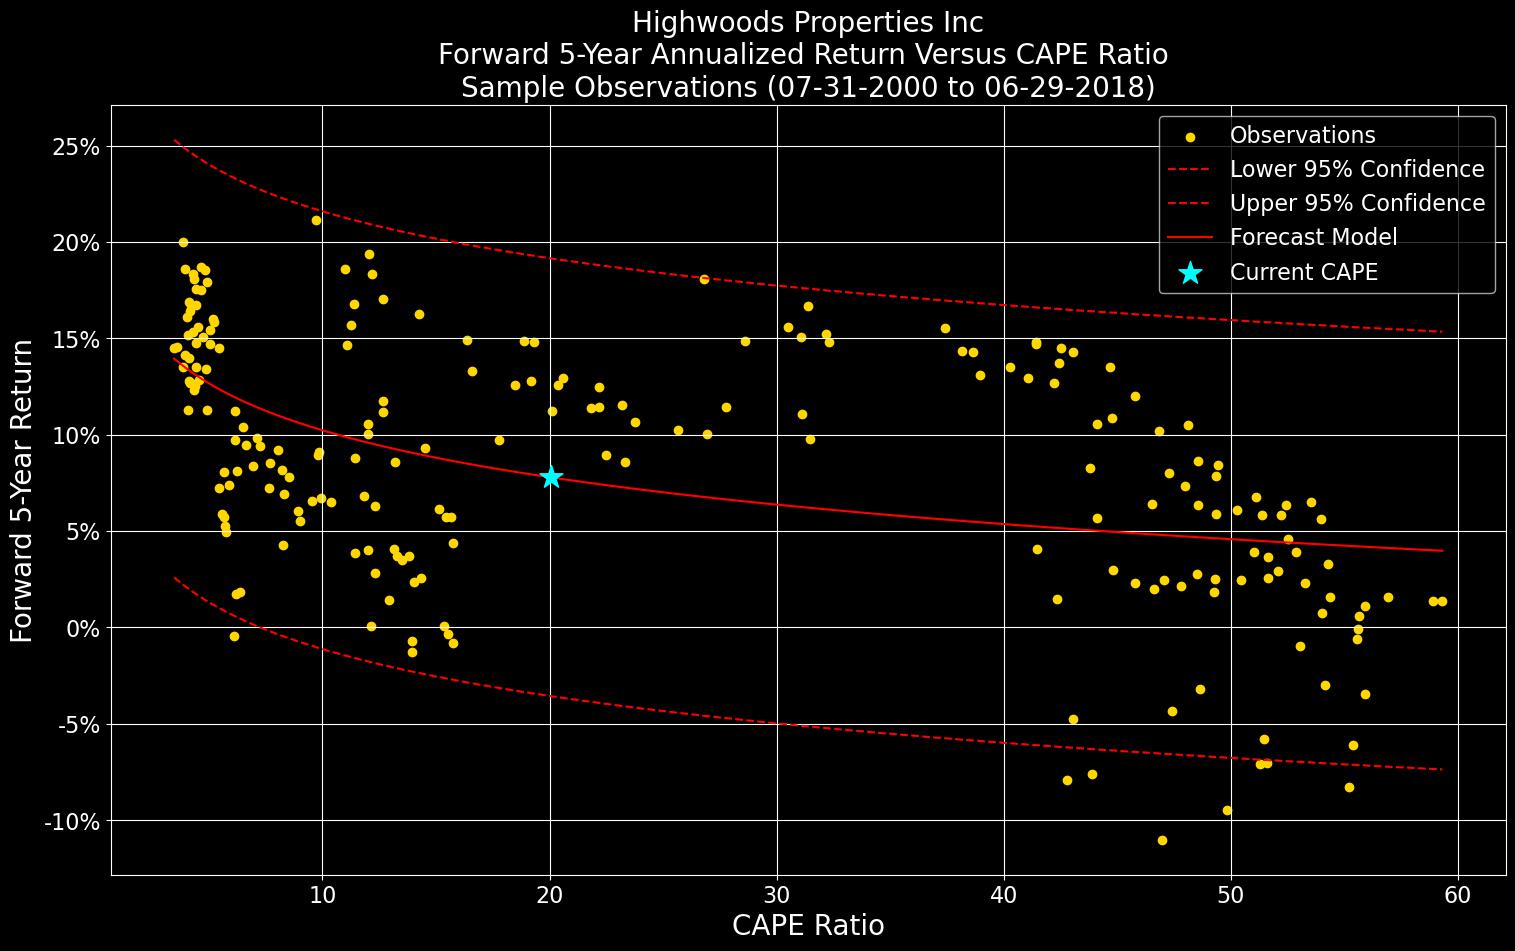 Highwoods Properties Inc
Forward 5-Year Annualized Return Versus CAPE Ratio
Sample Observations (07-31-2000 to 06-29-2018)
Observations
Lower 95% Confidence
Upper 95% Confidence
Forecast Model
Current CAPE
Forward 5-Year Return
25%
20%
15%
10%
5%
0%
-5%
-10%
10 20 30 40 50 60
CAPE Ratio